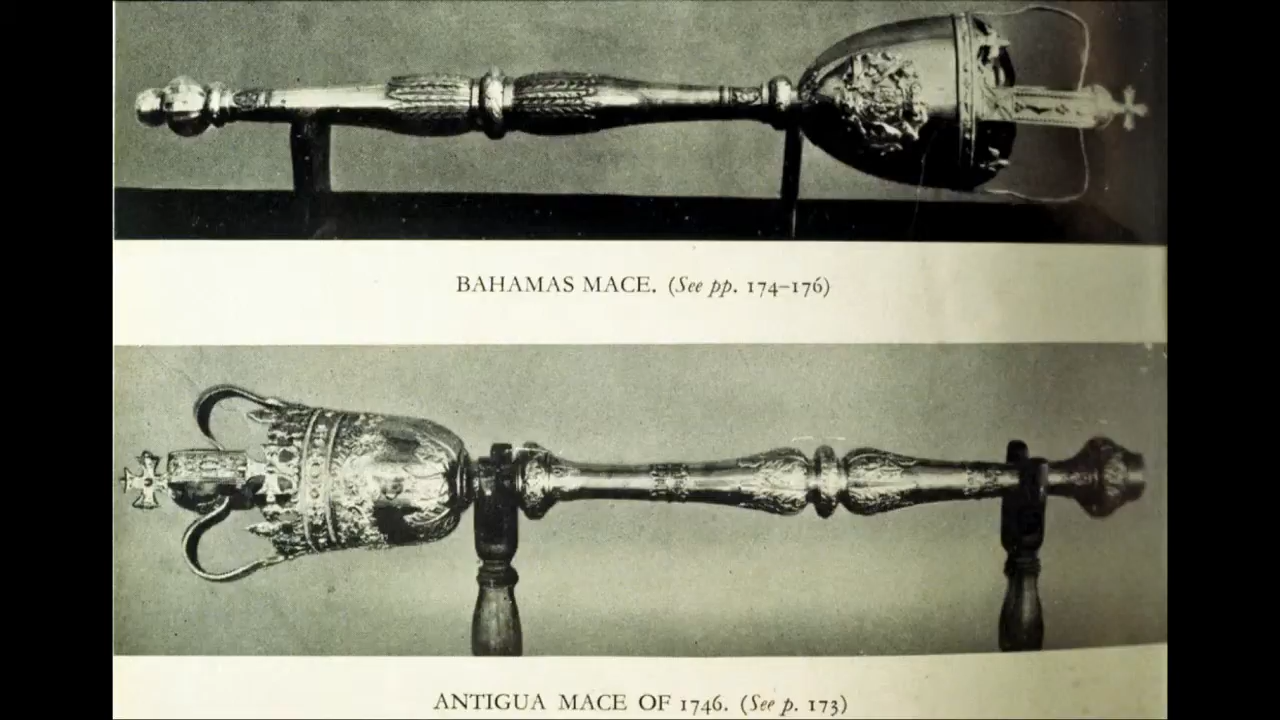 BAHAMAS MACE. (See pp. 174–176)
ANTIGUA MACE OF 1746. (See p. 173)